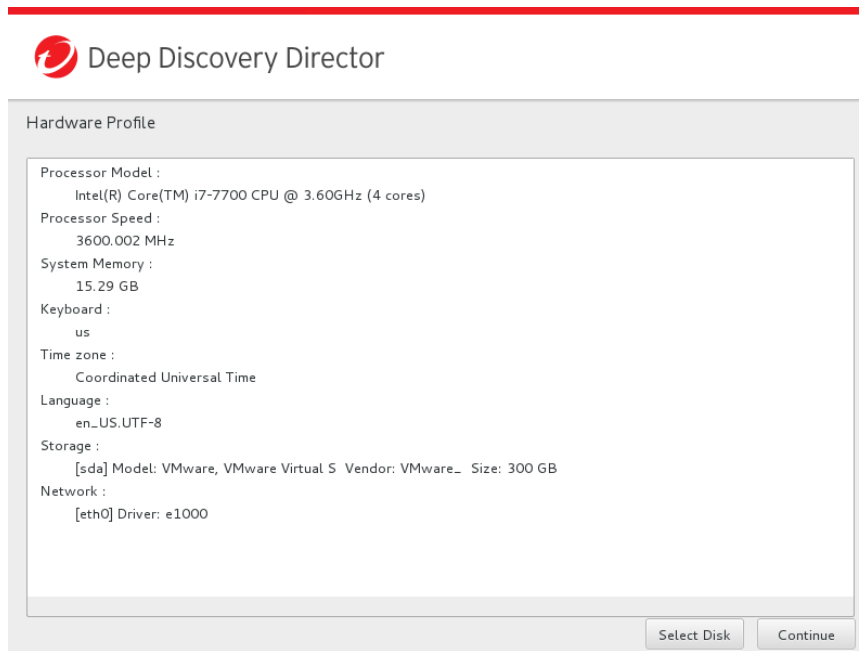 Deep Discovery Director
Hardware Profile
Processor Model :
Intel(R) Core(TM) i7-7700 CPU @ 3.60GHz (4 cores)
Processor Speed :
3600.002 MHz
System Memory :
15.29 GB
Keyboard :
us
Time zone :
Coordinated Universal Time
Language :
en_US.UTF-8
Storage :
[sda] Model: VMware, VMware Virtual S Vendor: VMware_ Size: 300 GB
Network :
[eth0] Driver: e1000
Select Disk
Continue